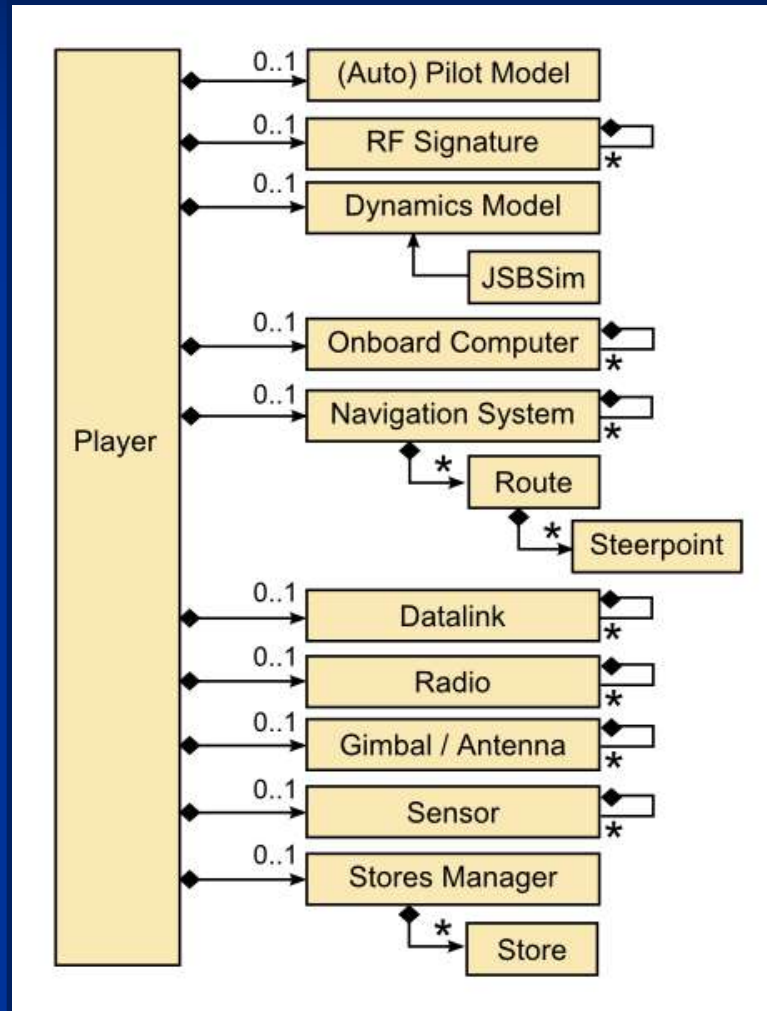 Player
0..1
(Auto) Pilot Model
0..1
RF Signature
*
0..1
Dynamics Model
JSBSim
0..1
Onboard Computer
*
0..1
Navigation System
*
*
Route
*
Steerpoint
0..1
Datalink
*
0..1
Radio
*
0..1
Gimbal / Antenna
*
0..1
Sensor
*
0..1
Stores Manager
*
Store